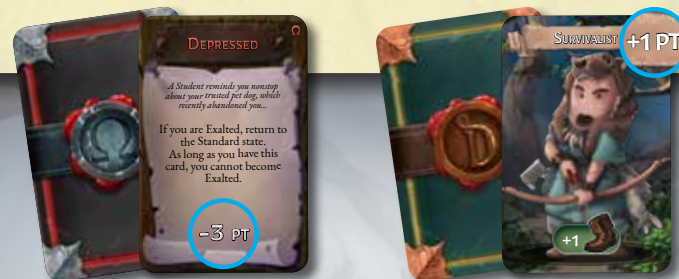 DEPRESSED
Ω
A Student reminds you nonstop
about your trusted pet dog, which
recently abandoned you...
If you are Exalted, return to
the Standard state.
As long as you have this
card, you cannot become
Exalted.
-3 PT
Ω
SURVIVALIST
+1 PT
D
+1